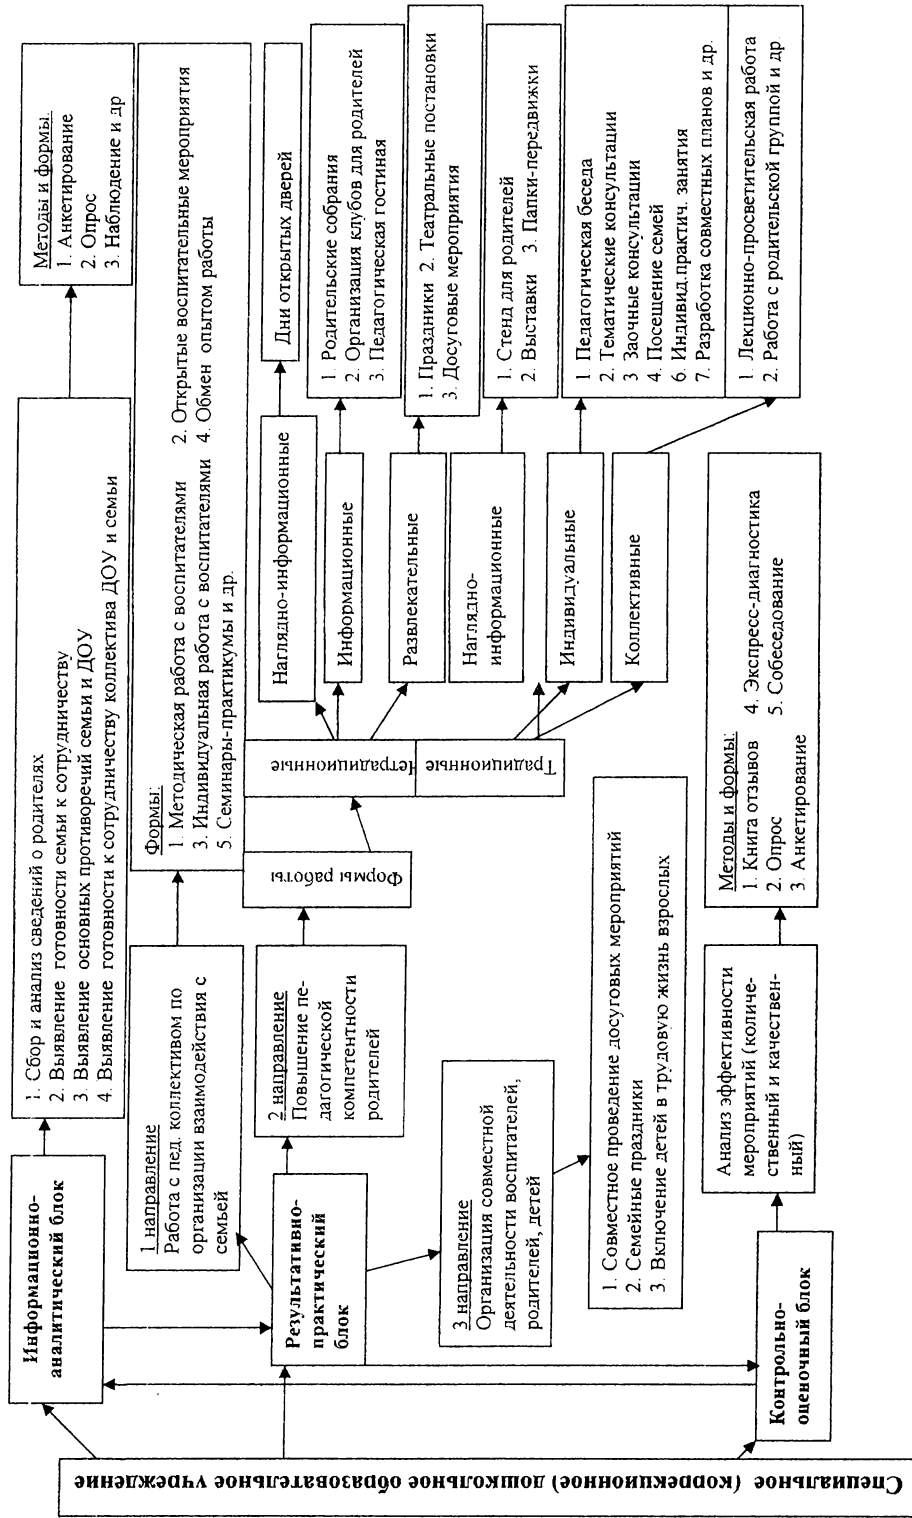 Специальное (коррекционное) дошкольное образовательное учреждение
Информационно-
аналитический блок
1. Сбор и анализ сведений о родителях
2. Выявление готовности семьи к сотрудничеству
3. Выявление основных противоречий семьи и ДОУ
4. Выявление готовности к сотрудничеству коллектива ДОУ и семьи
Методы и формы:
1. Анкетирование
2. Опрос
3. Наблюдение и др
Результативно-
практический
блок
1 направление
Работа с пед. коллективом по
организации взаимодействия с
семьей
Формы:
1. Методическая работа с воспитателями 2. Открытые воспитательные мероприятия
3. Индивидуальная работа с воспитателями 4. Обмен опытом работы
5. Семинары-практикумы и др.
2 направление
Повышение пе-
дагогической
компетентности
родителей
Формы работы
Нетрадиционные
Наглядно-информационные
Дни открытых дверей
Информационные
1. Родительские собрания
2. Организация клубов для родителей
3. Педагогическая гостиная
Развлекательные
1. Праздники 2. Театральные постановки
3. Досуговые мероприятия
Традиционные
Наглядно-
информационные
1. Стенд для родителей
2. Выставки 3. Папки-передвижки
Индивидуальные
1. Педагогическая беседа
2. Тематические консультации
3 Заочные консультации
4. Посещение семей
6. Индивид.практич. занятия
7. Разработка совместных планов и др.
Коллективные
1. Лекционно-просветительская работа
2. Работа с родительской группой и др
3 направление
Организация совместной
деятельности воспитателей,
родителей, детей
1. Совместное проведение досуговых мероприятий
2. Семейные праздники
3. Включение детей в трудовую жизнь взрослых
Контрольно-
оценочный блок
Анализ эффективности
мероприятий (количе-
ственный и качествен-
ный)
Методы и формы:
1. Книга отзывов 4. Экспресс-диагностика
2. Опрос 5. Собеседование
3. Анкетирование